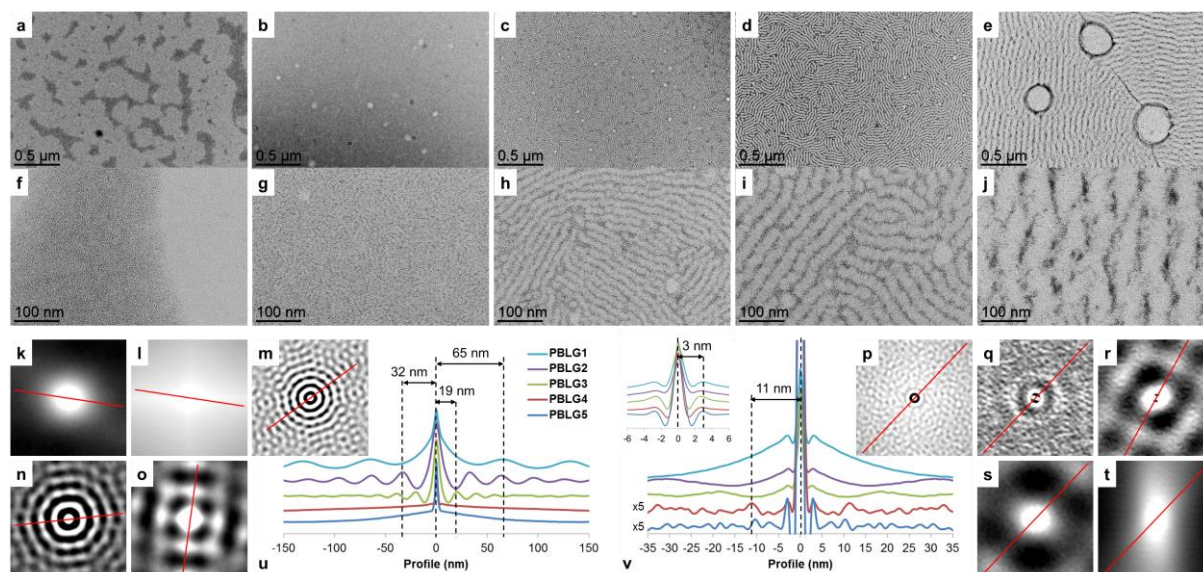 a b c d e
0.5 µm 0.5 µm 0.5 µm 0.5 µm 0.5 µm
f g h i j
100 nm 100 nm 100 nm 100 nm 100 nm
k l m
n o
32 nm 65 nm 19 nm
PBLG1
PBLG2
PBLG3
PBLG4
PBLG5
-150 -100 -50 0 50 100 150
u Profile (nm)
3 nm
-6 -4 -2 0 2 4 6
11 nm
x5
x5
-35 -30 -25 -20 -15 -10 -5 0 5 10 15 20 25 30 35
v Profile (nm)
p q r
s t